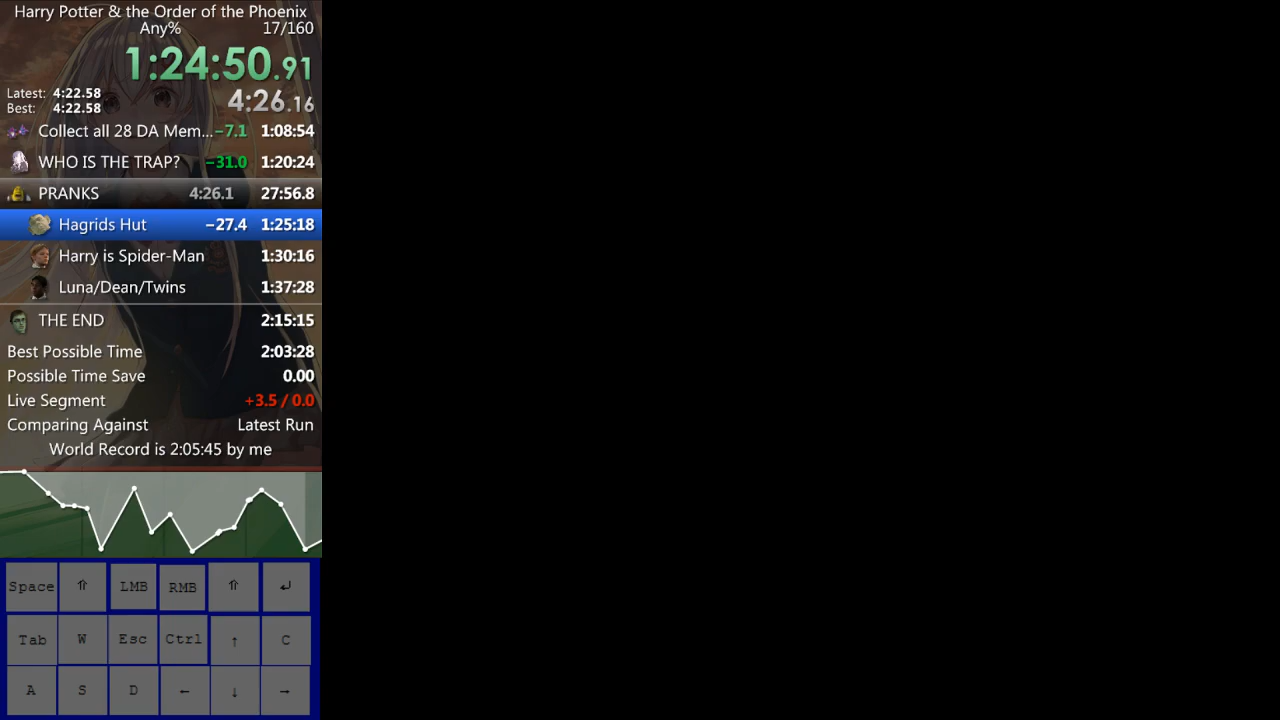 Harry Potter & the Order of the Phoenix
Any% 17/160
1:24:50.91
Latest: 4:22.58
Best: 4:22.58
4:26.16
Collect all 28 DA Mem... −7.1 1:08:54
WHO IS THE TRAP? −31.0 1:20:24
PRANKS 4:26.1 27:56.8
Hagrids Hut −27.4 1:25:18
Harry is Spider-Man 1:30:16
Luna/Dean/Twins 1:37:28
THE END 2:15:15
Best Possible Time 2:03:28
Possible Time Save 0.00
Live Segment +3.5 / 0.0
Comparing Against Latest Run
World Record is 2:05:45 by me
Space ⇑ LMB RMB ⇑ ↵
Tab W Esc Ctrl ↑ C
A S D ← ↓ →